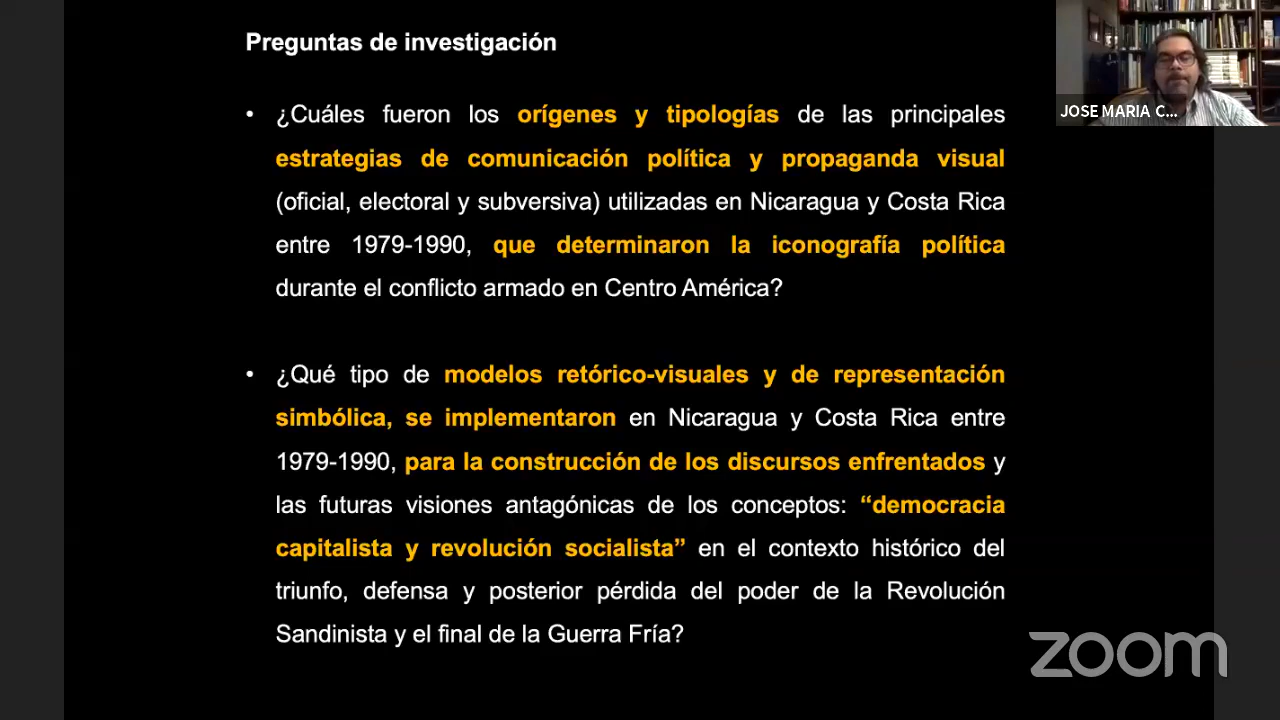 Preguntas de investigación
• ¿Cuáles fueron los orígenes y tipologías de las principales
estrategias de comunicación política y propaganda visual
(oficial, electoral y subversiva) utilizadas en Nicaragua y Costa Rica
entre 1979-1990, que determinaron la iconografía política
durante el conflicto armado en Centro América?
• ¿Qué tipo de modelos retórico-visuales y de representación
simbólica, se implementaron en Nicaragua y Costa Rica entre
1979-1990, para la construcción de los discursos enfrentados y
las futuras visiones antagónicas de los conceptos: “democracia
capitalista y revolución socialista” en el contexto histórico del
triunfo, defensa y posterior pérdida del poder de la Revolución
Sandinista y el final de la Guerra Fría?
JOSE MARIA C...
zoom